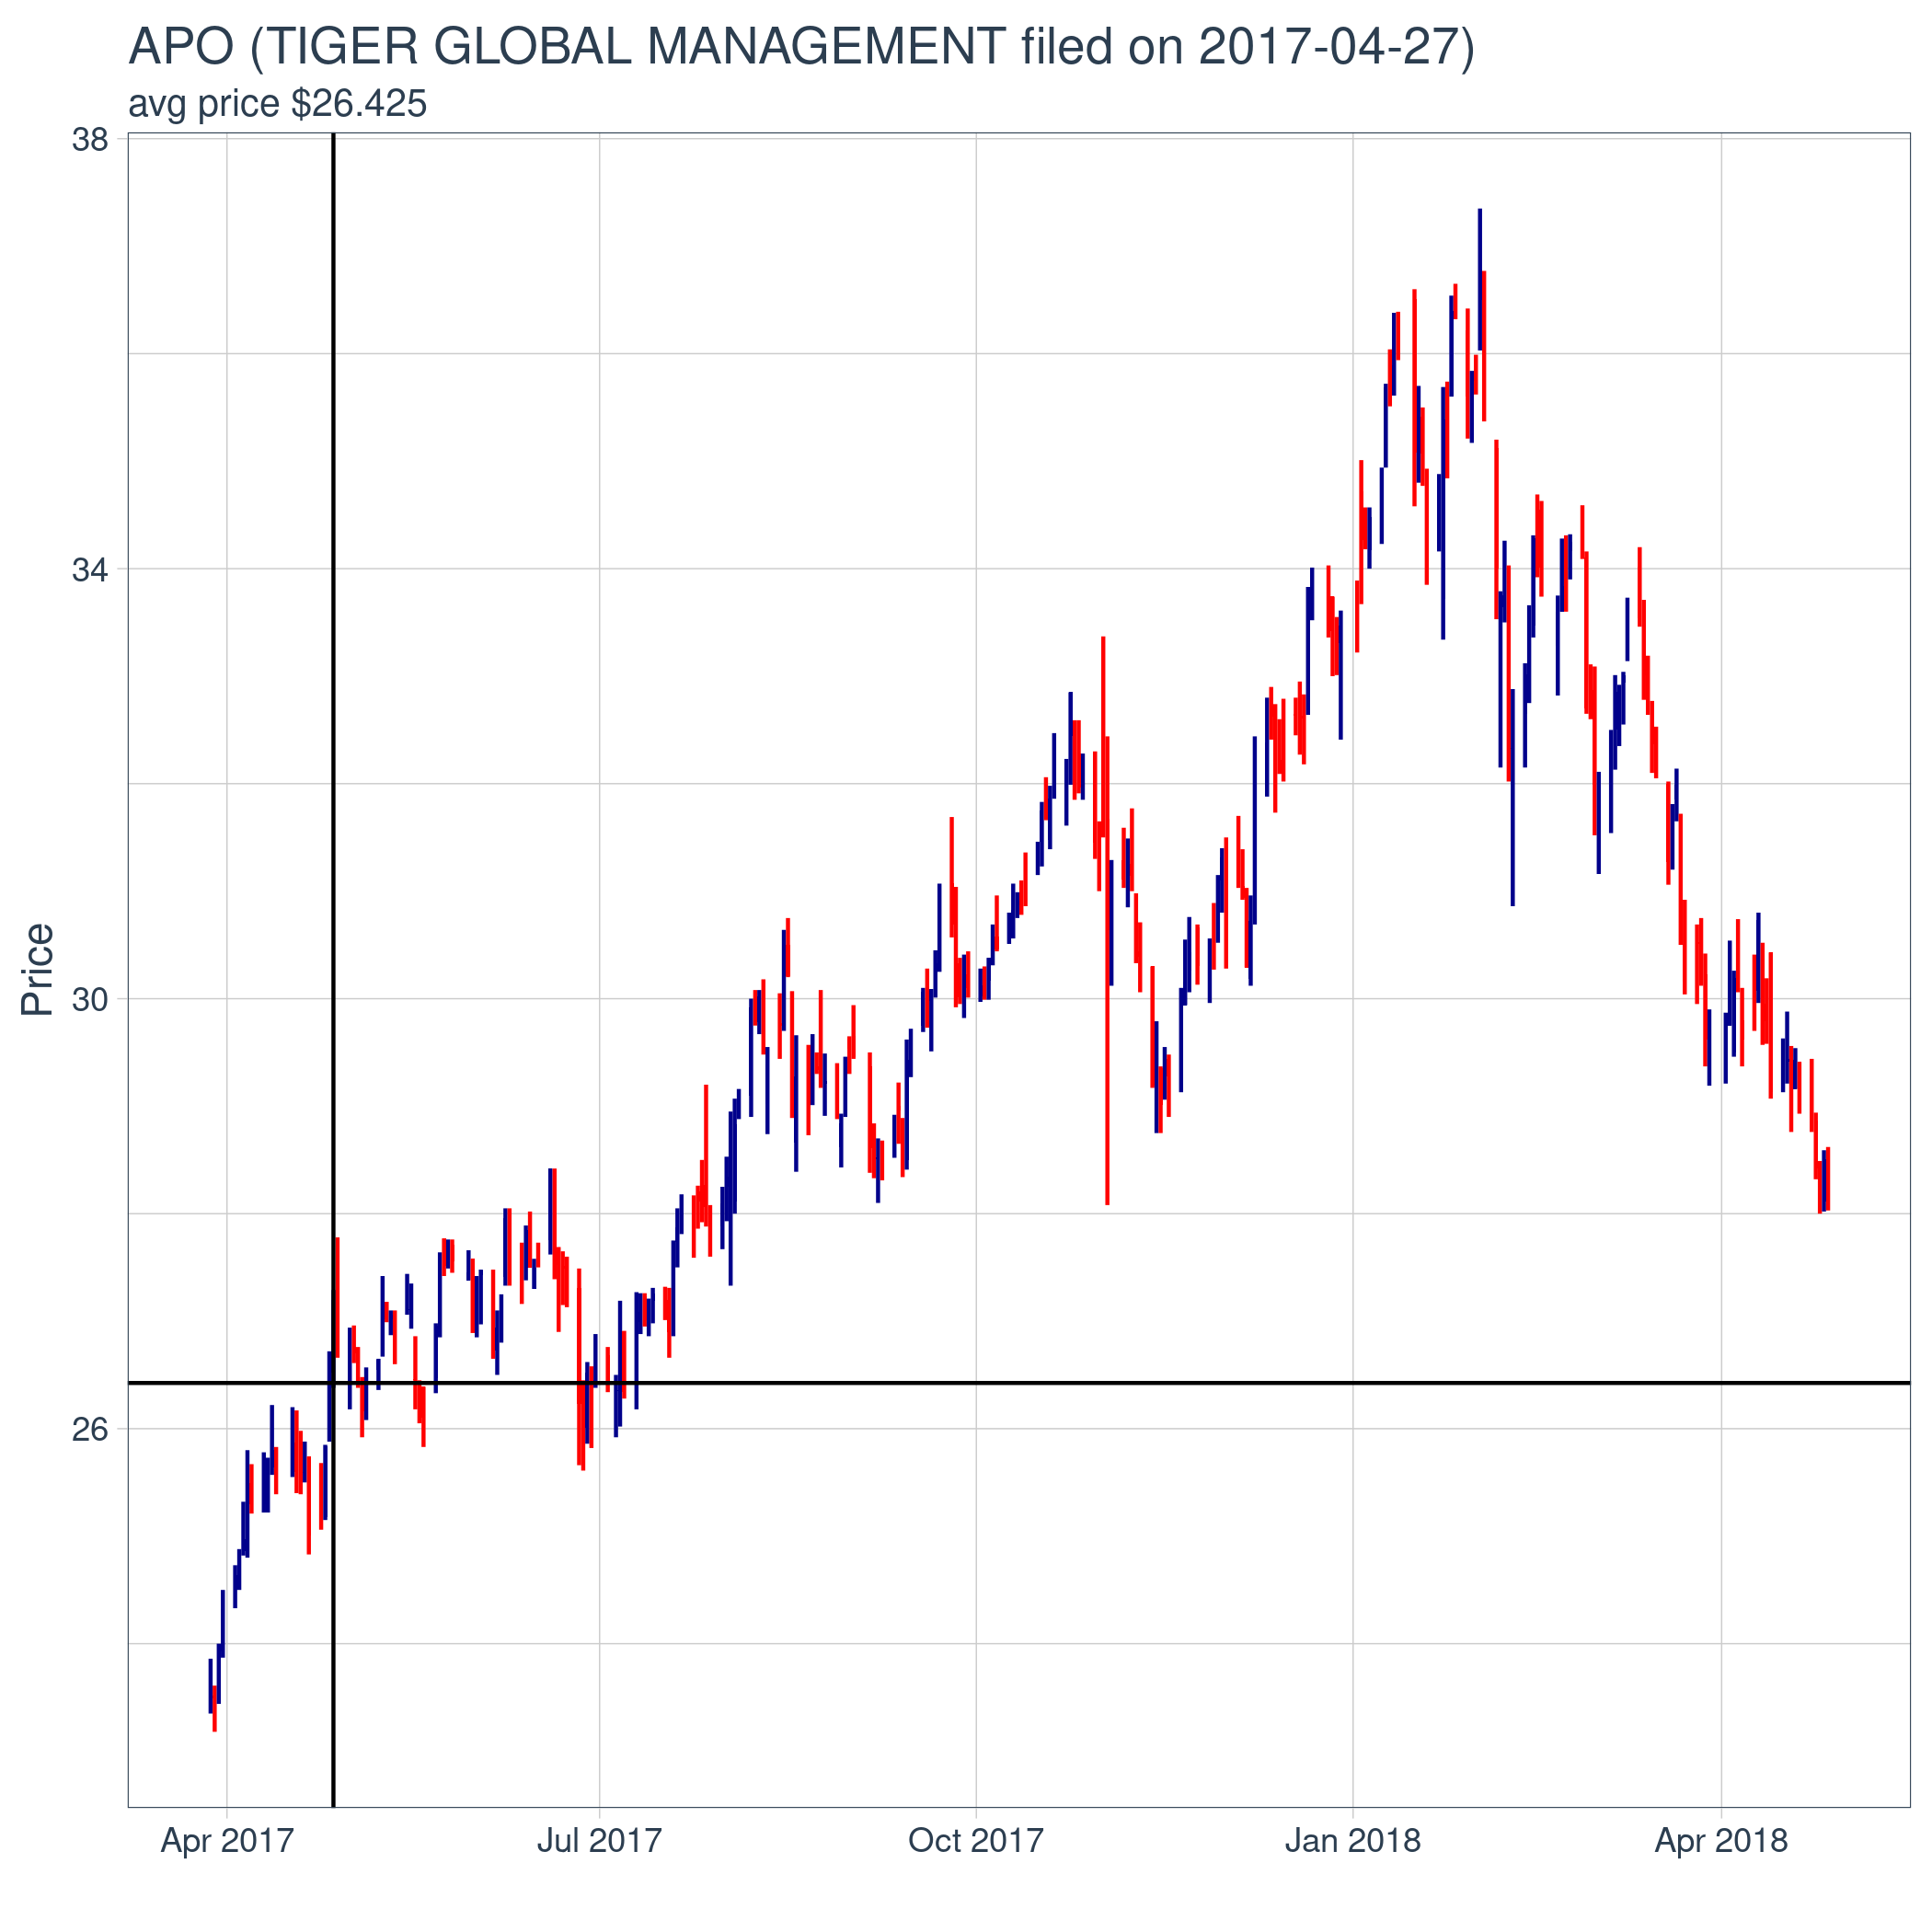 APO (TIGER GLOBAL MANAGEMENT filed on 2017-04-27)
avg price $26.425
38
34
30
26
Price
Apr 2017 Jul 2017 Oct 2017 Jan 2018 Apr 2018